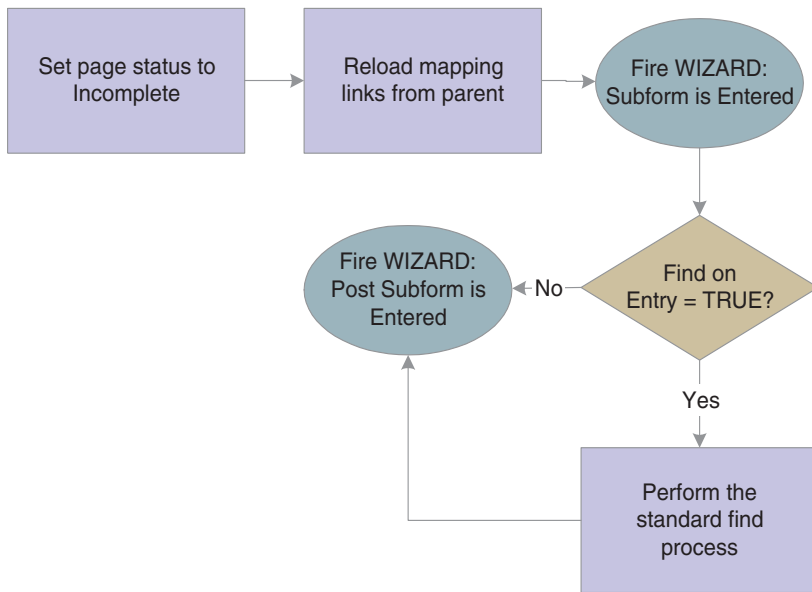 Set page status to
Incomplete
Reload mapping
links from parent
Fire WIZARD:
Subform is Entered
Find on
Entry = TRUE?
No
Fire WIZARD:
Post Subform is
Entered
Yes
Perform the
standard find
process